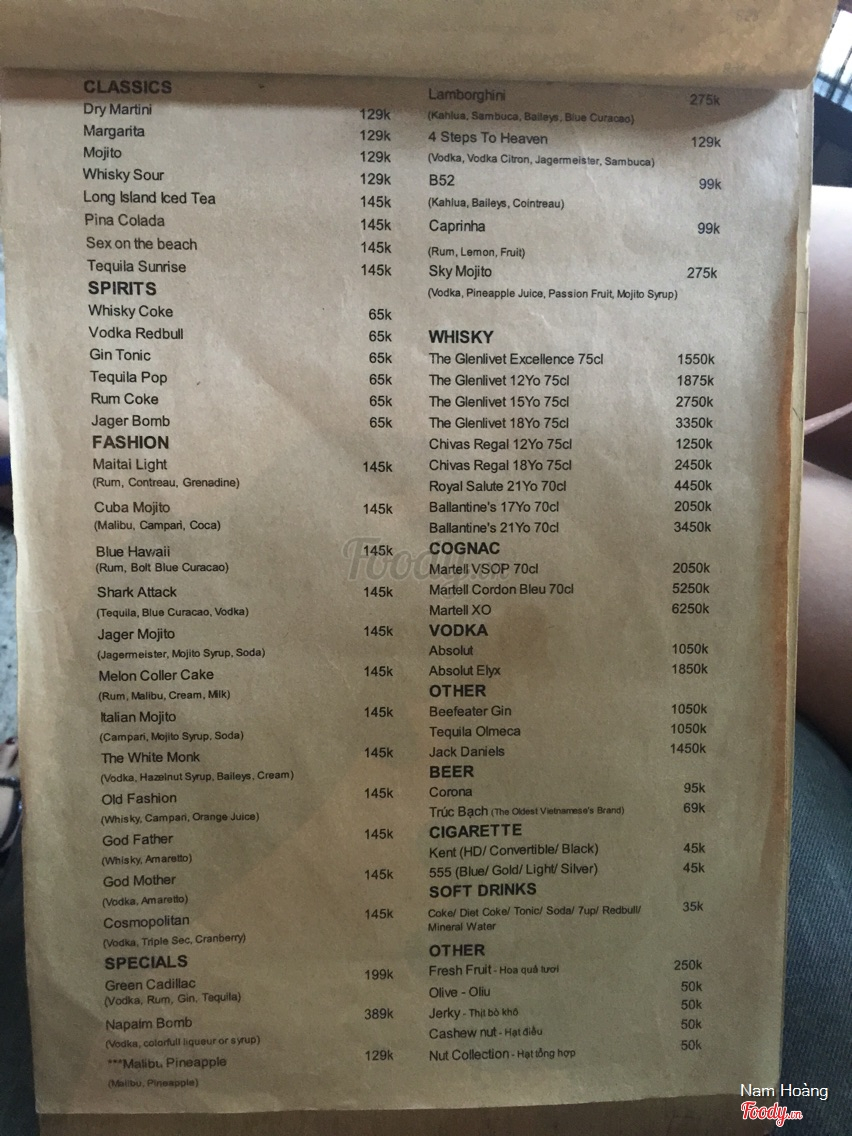 CLASSICS
Dry Martini 129k
Margarita 129k
Mojito 129k
Whisky Sour 129k
Long Island Iced Tea 145k
Pina Colada 145k
Sex on the beach 145k
Tequila Sunrise 145k
SPIRITS
Whisky Coke 65k
Vodka Redbull 65k
Gin Tonic 65k
Tequila Pop 65k
Rum Coke 65k
Jager Bomb 65k
FASHION
Maitai Light 145k
(Rum, Contreau, Grenadine)
Cuba Mojito 145k
(Malibu, Campari, Coca)
Blue Hawaii 145k
(Rum, Bolt Blue Curacao)
Shark Attack 145k
(Tequila, Blue Curacao, Vodka)
Jager Mojito 145k
(Jagermeister, Mojito Syrup, Soda)
Melon Coller Cake 145k
(Rum, Malibu, Cream, Milk)
Italian Mojito 145k
(Campari, Mojito Syrup, Soda)
The White Monk 145k
(Vodka, Hazelnut Syrup, Baileys, Cream)
Old Fashion 145k
(Whisky, Campari, Orange Juice)
God Father 145k
(Whisky, Amaretto)
God Mother 145k
(Vodka, Amaretto)
Cosmopolitan 145k
(Vodka, Triple Sec, Cranberry)
SPECIALS
Green Cadillac 199k
(Vodka, Rum, Gin, Tequila)
Napalm Bomb 389k
(Vodka, colorfull liqueur or syrup)
***Malibu Pineapple 129k
(Malibu, Pineapple)
Lamborghini 275k
(Kahlua, Sambuca, Baileys, Blue Curacao)
4 Steps To Heaven 129k
(Vodka, Vodka Citron, Jagermeister, Sambuca)
B52 99k
(Kahlua, Baileys, Cointreau)
Caprinha 99k
(Rum, Lemon, Fruit)
Sky Mojito 275k
(Vodka, Pineapple Juice, Passion Fruit, Mojito Syrup)
WHISKY
The Glenlivet Excellence 75cl 1550k
The Glenlivet 12Yo 75cl 1875k
The Glenlivet 15Yo 75cl 2750k
The Glenlivet 18Yo 75cl 3350k
Chivas Regal 12Yo 75cl 1250k
Chivas Regal 18Yo 75cl 2450k
Royal Salute 21Yo 70cl 4450k
Ballantine's 17Yo 70cl 2050k
Ballantine's 21Yo 70cl 3450k
COGNAC
Martell VSOP 70cl 2050k
Martell Cordon Bleu 70cl 5250k
Martell XO 6250k
VODKA
Absolut 1050k
Absolut Elyx 1850k
OTHER
Beefeater Gin 1050k
Tequila Olmeca 1050k
Jack Daniels 1450k
BEER
Corona 95k
Trúc Bạch (The Oldest Vietnamese's Brand) 69k
CIGARETTE
Kent (HD/ Convertible/ Black) 45k
555 (Blue/ Gold/ Light/ Silver) 45k
SOFT DRINKS
Coke/ Diet Coke/ Tonic/ Soda/ 7up/ Redbull/ 35k
Mineral Water
OTHER
Fresh Fruit - Hoa quả tươi 250k
Olive - Oliu 50k
Jerky - Thịt bò khô 50k
Cashew nut - Hạt điều 50k
Nut Collection - Hạt tổng hợp 50k
Foody.vn
Nam Hoàng
Foody.vn